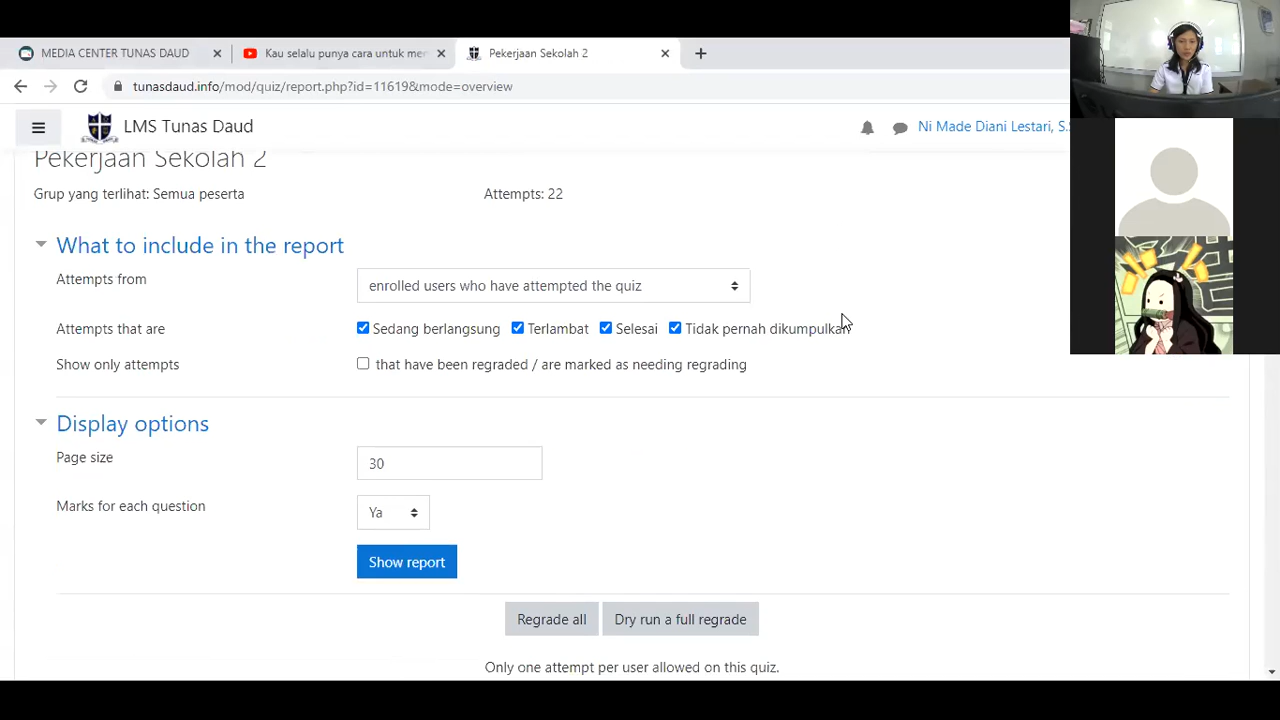 MEDIA CENTER TUNAS DAUD
Kau selalu punya cara untuk mer
Pekerjaan Sekolah 2
tunasdaud.info/mod/quiz/report.php?id=116198&mode=overview
LMS Tunas Daud
Ni Made Diani Lestari, S.
Pekerjaan Sekolah 2
Grup yang terlihat: Semua peserta
Attempts: 22
What to include in the report
Attempts from
enrolled users who have attempted the quiz
Attempts that are
Sedang berlangsung
Terlambat
Selesai
Tidak pernah dikumpulkan
Show only attempts
that have been regraded / are marked as needing regrading
Display options
Page size
30
Marks for each question
Ya
Show report
Regrade all
Dry run a full regrade
Only one attempt per user allowed on this quiz.